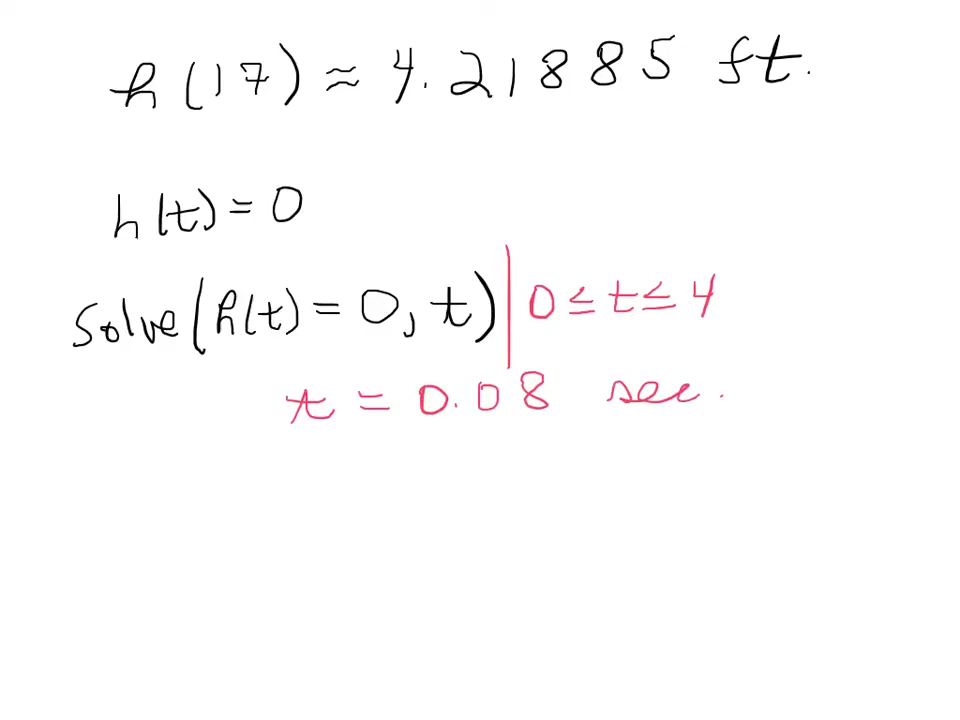 h(17) ≈ 4.21885 ft.
h(t) = 0
solve(h(t) = 0, t) | 0 ≤ t ≤ 4
t = 0.08 sec.